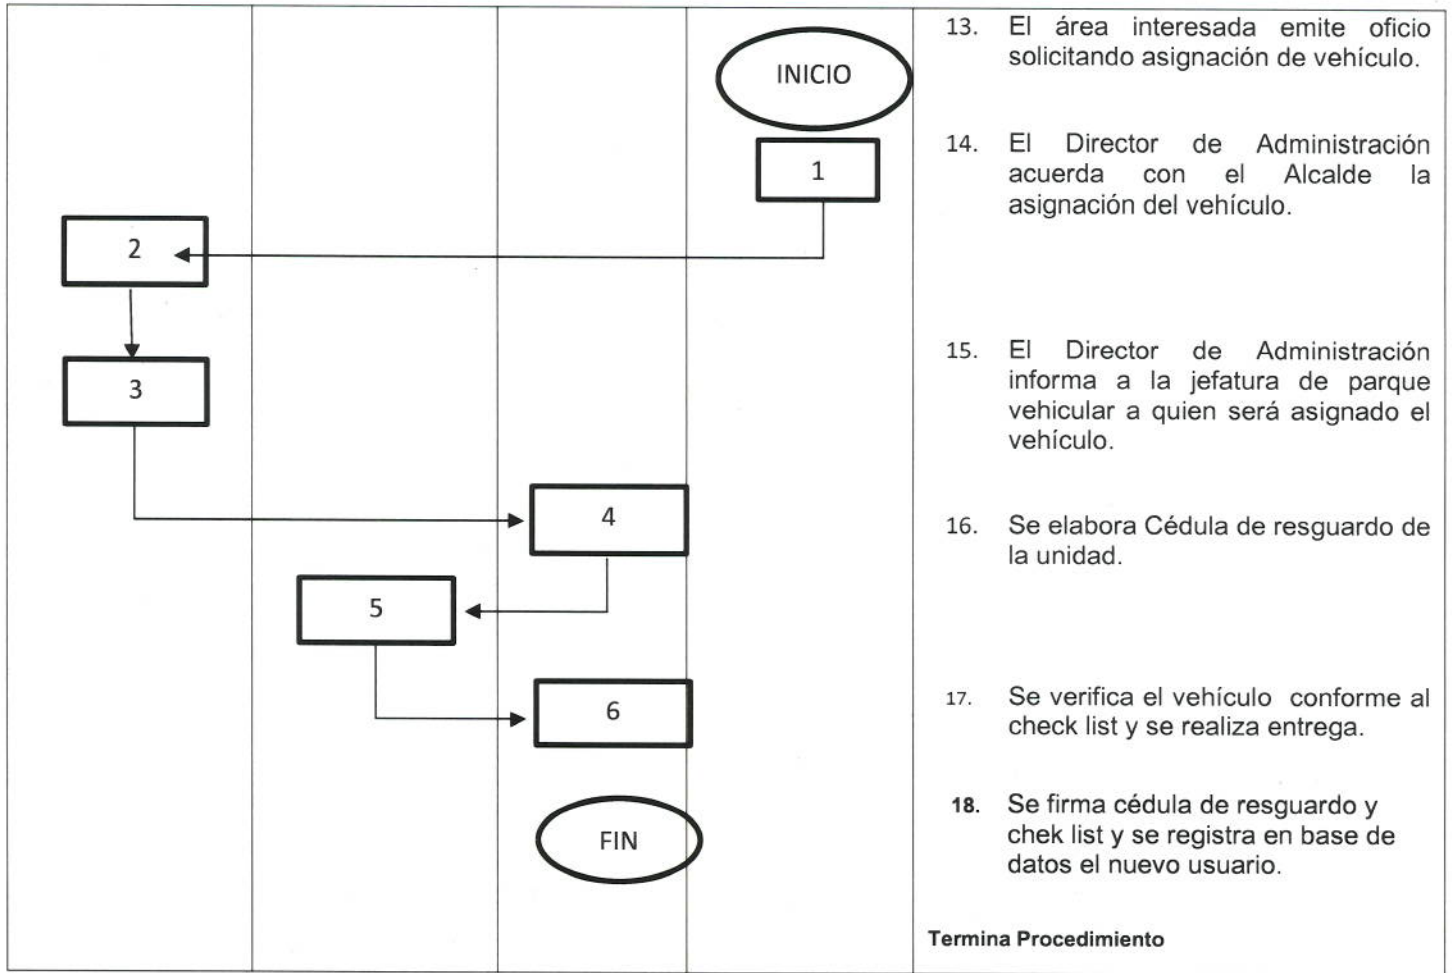 INICIO
1
2
3
4
5
6
FIN
13. El área interesada emite oficio
solicitando asignación de vehículo.
14. El Director de Administración
acuerda con el Alcalde la
asignación del vehículo.
15. El Director de Administración
informa a la jefatura de parque
vehicular a quien será asignado el
vehículo.
16. Se elabora Cédula de resguardo de
la unidad.
17. Se verifica el vehículo conforme al
check list y se realiza entrega.
18. Se firma cédula de resguardo y
chek list y se registra en base de
datos el nuevo usuario.
Termina Procedimiento